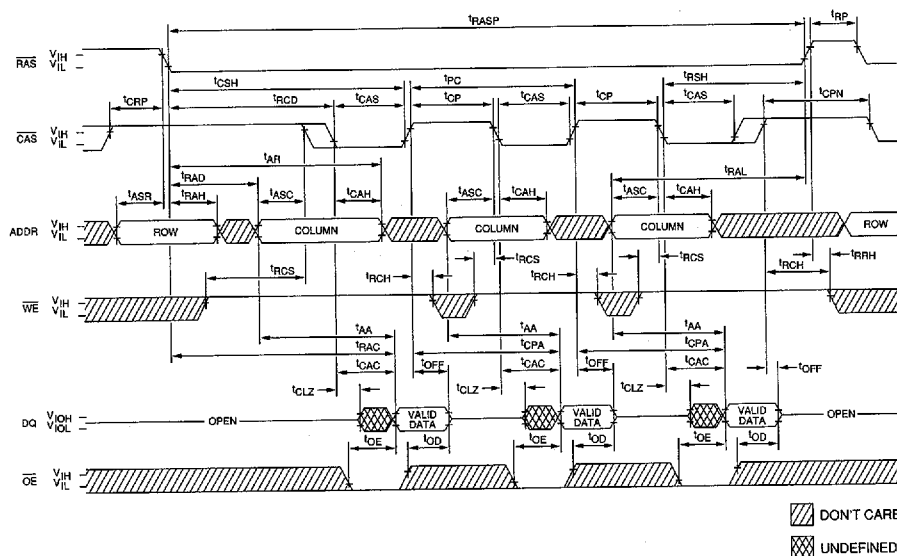 tRASP
tRP
RAS VIH
VIL
tCSH
tPC
tRSH
tCRP
tRCD
tCAS
tCP
tCAS
tCP
tCAS
tCPN
CAS VIH
VIL
tAR
tRAD
tRAL
tASR
tRAH
tASC
tCAH
tASC
tCAH
tASC
tCAH
ADDR VIH
VIL
ROW
COLUMN
COLUMN
COLUMN
ROW
tRCS
tRCH
tRCS
tRCH
tRCS
tRCH
tRRH
WE VIH
VIL
tAA
tAA
tAA
tRAC
tCPA
tCPA
tCAC
tOFF
tCAC
tOFF
tCAC
tOFF
tCLZ
tCLZ
tCLZ
DQ VIOH
VIOL
OPEN
VALID
DATA
VALID
DATA
VALID
DATA
OPEN
tOE
tOD
tOE
tOD
tOE
tOD
OE VIH
VIL
DON'T CARE
UNDEFINED